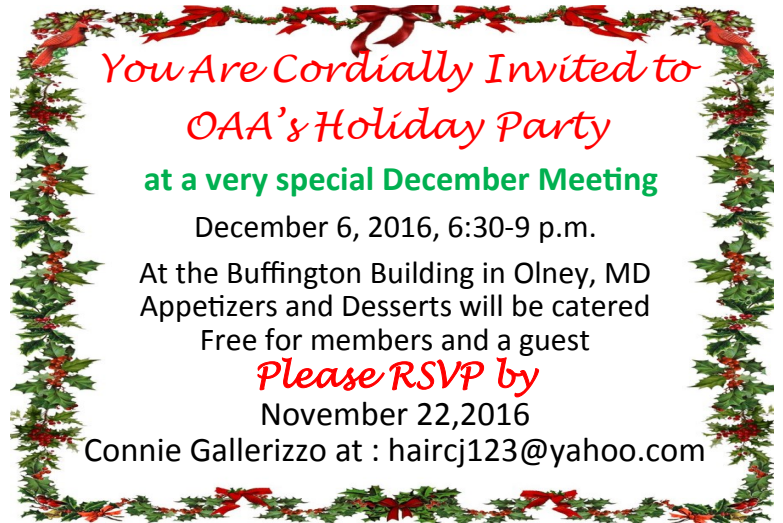 You Are Cordially Invited to
OAA's Holiday Party
at a very special December Meeting
December 6, 2016, 6:30-9 p.m.
At the Buffington Building in Olney, MD
Appetizers and Desserts will be catered
Free for members and a guest
Please RSVP by
November 22,2016
Connie Gallerizzo at : haircj123@yahoo.com